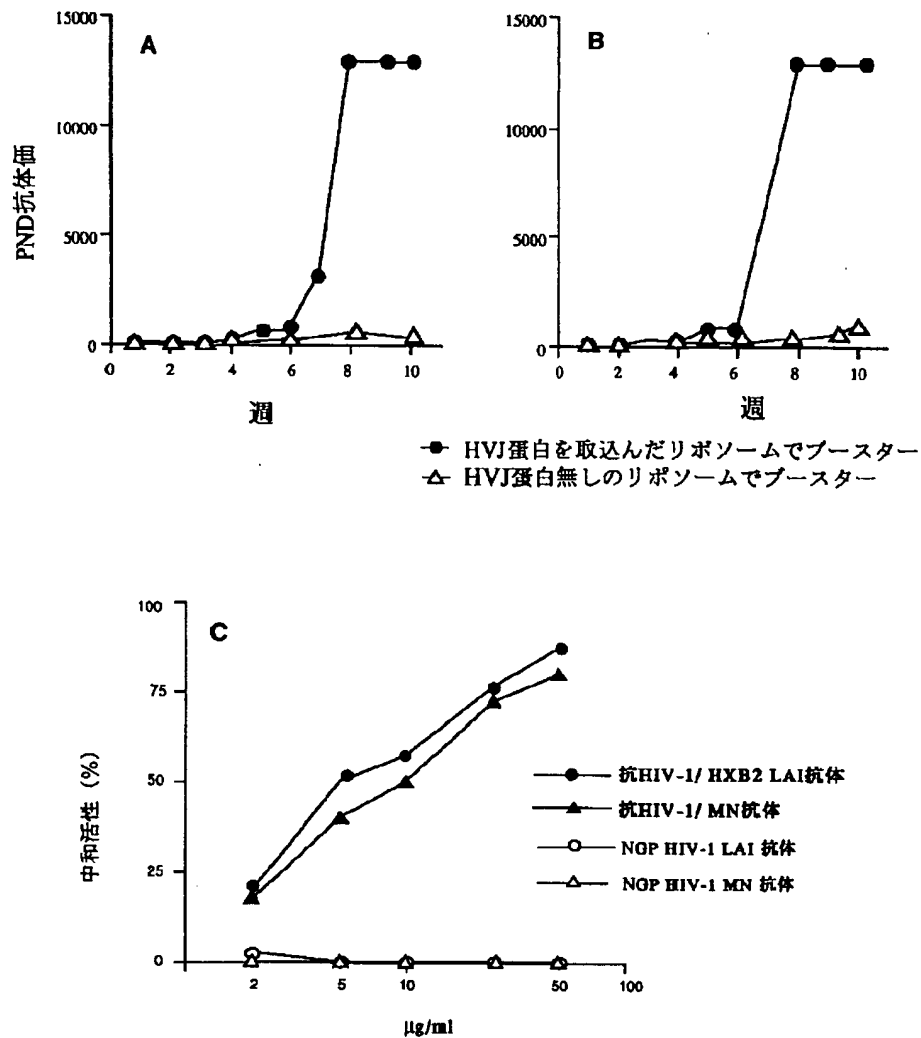 A
15000
10000
5000
0
PND抗体価
0 2 4 6 8 10
週
B
15000
10000
5000
0
0 2 4 6 8 10
週
HVJ蛋白を取込んだリポソームでブースター
HVJ蛋白無しのリポソームでブースター
C
100
75
50
25
0
中和活性 (%)
2 5 10 50 100
μg/ml
抗HIV-1/ HXB2 LAI抗体
抗HIV-1/ MN抗体
NGP HIV-1 LAI 抗体
NGP HIV-1 MN 抗体